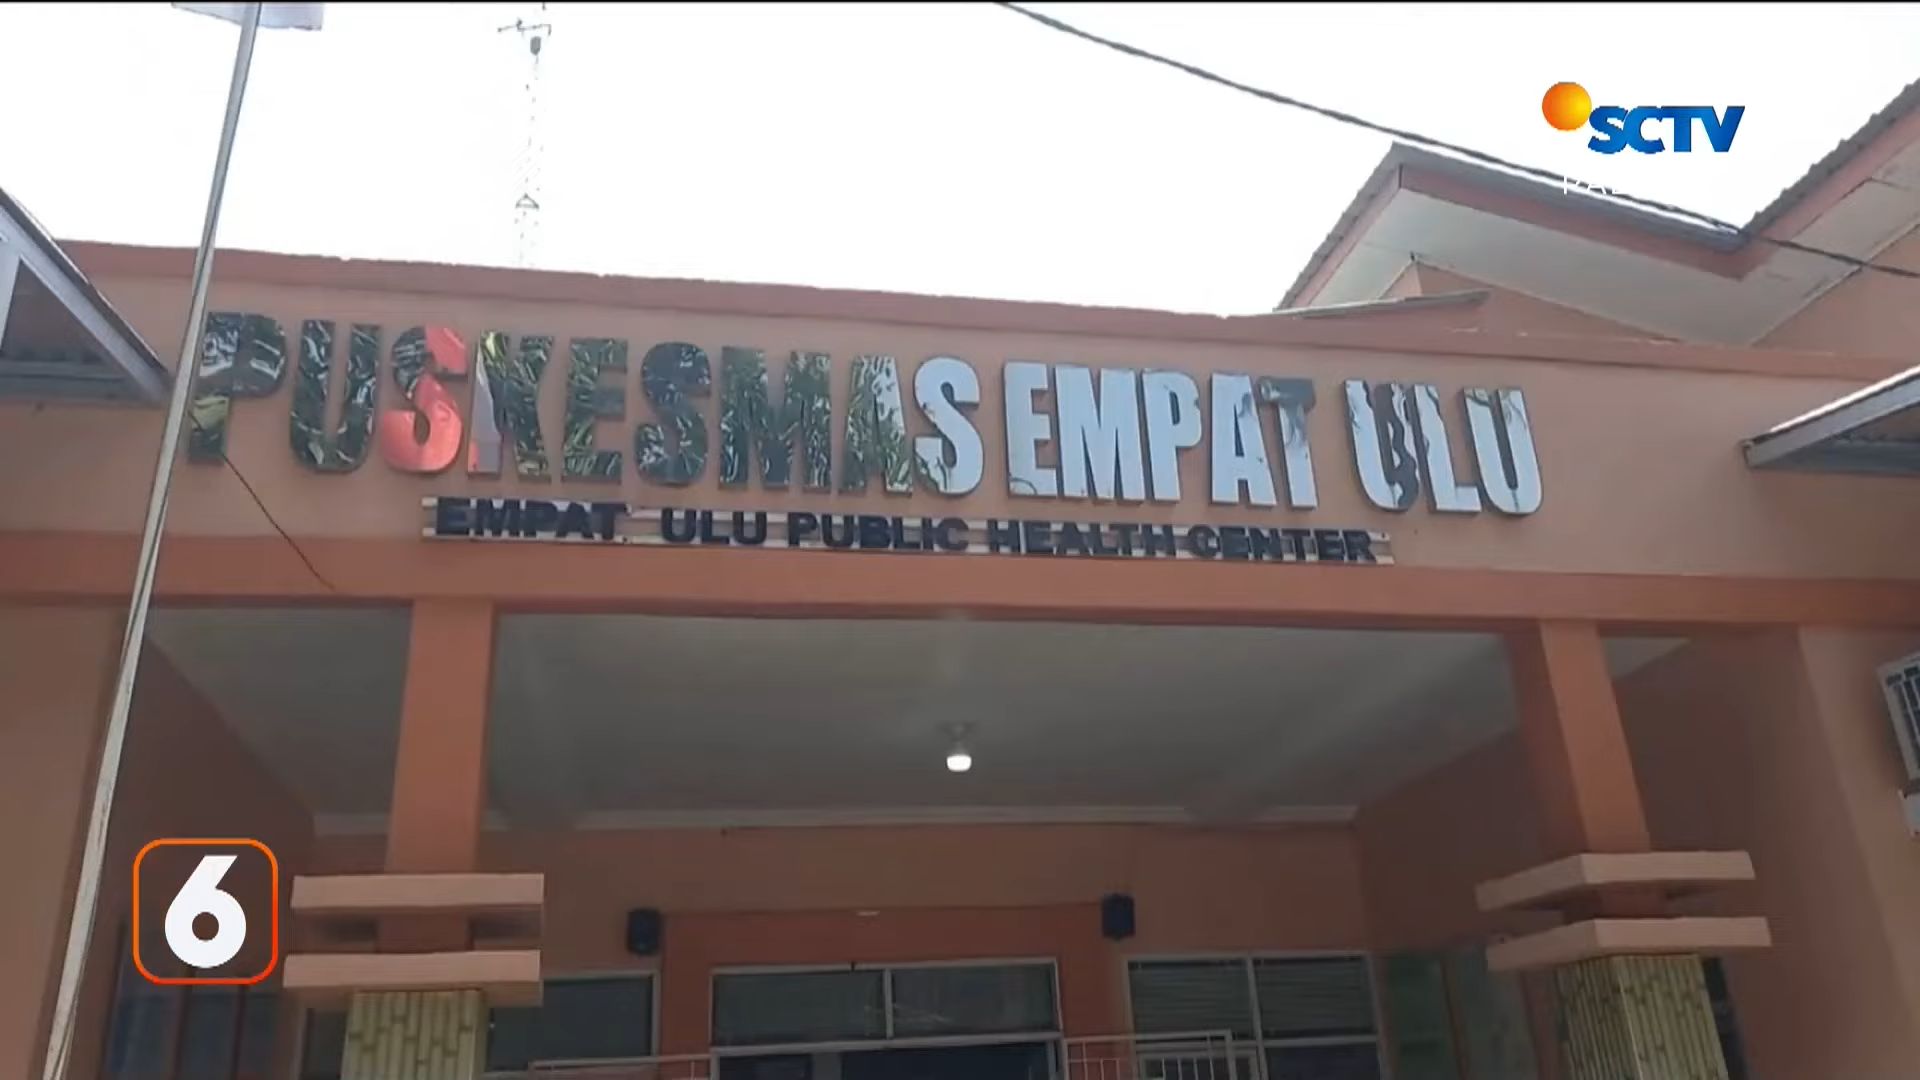 SCTV
PUSKESMAS EMPAT ULU
EMPAT ULU PUBLIC HEALTH CENTER
6